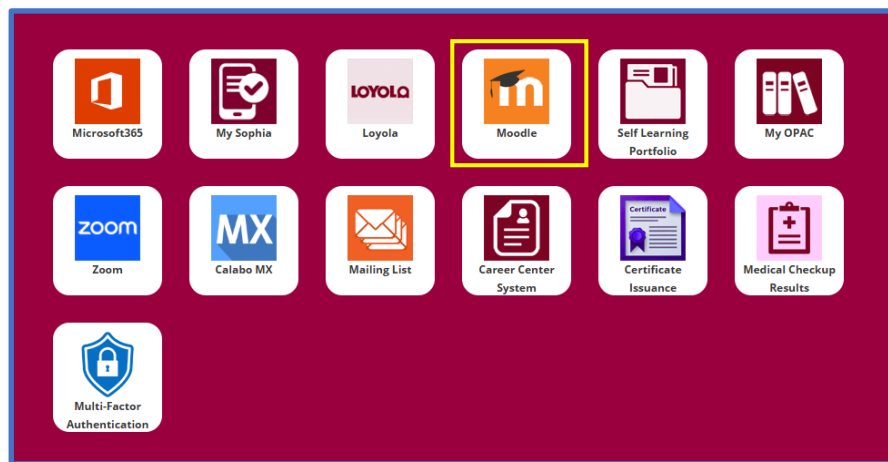 LOYOLA
m
Microsoft365
My Sophia
Loyola
Moodle
Self Learning
Portfolio
My OPAC
zoom
MX
Certificate
Zoom
Calabo MX
Mailing List
Career Center
System
Certificate
Issuance
Medical Checkup
Results
Multi-Factor
Authentication